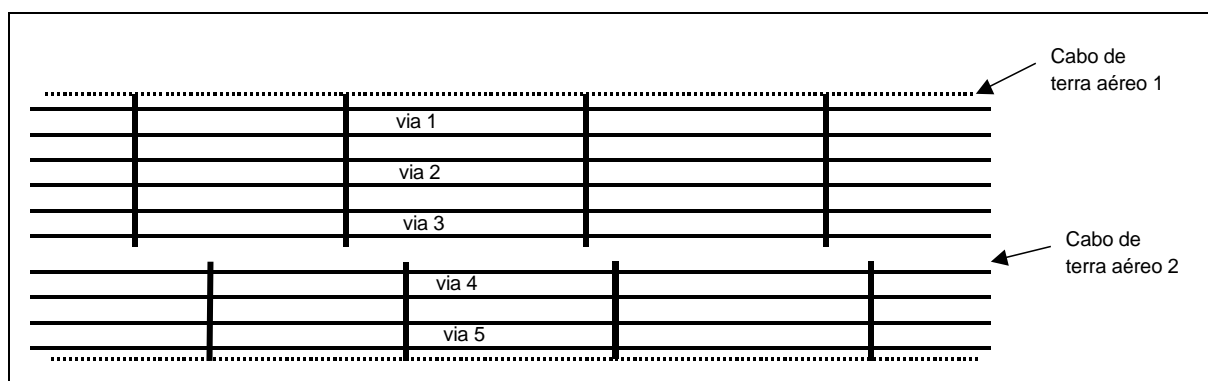 Cabo de
terra aéreo 1
via 1
via 2
via 3
Cabo de
terra aéreo 2
via 4
via 5